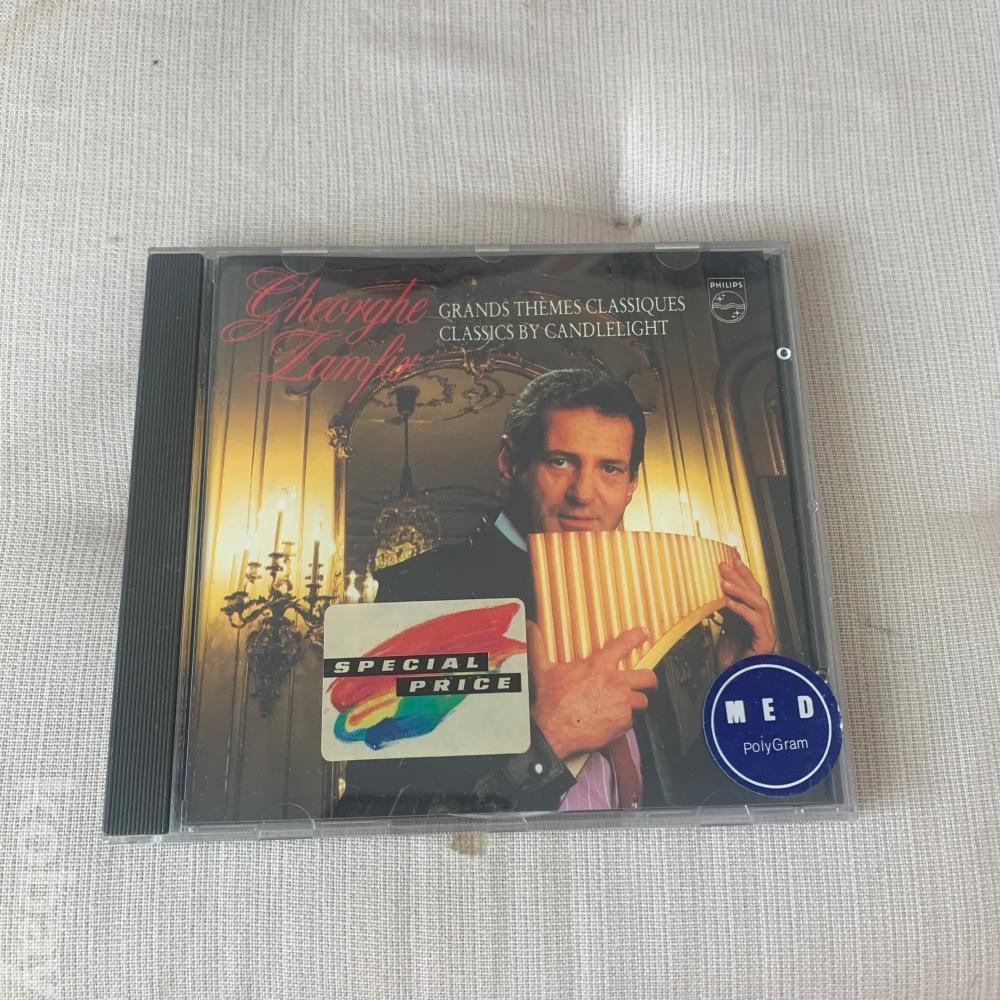 Gheorghe
Zamfir
GRANDS THÈMES CLASSIQUES
CLASSICS BY CANDLELIGHT
PHILIPS
SPECIAL
PRICE
MED
PolyGram